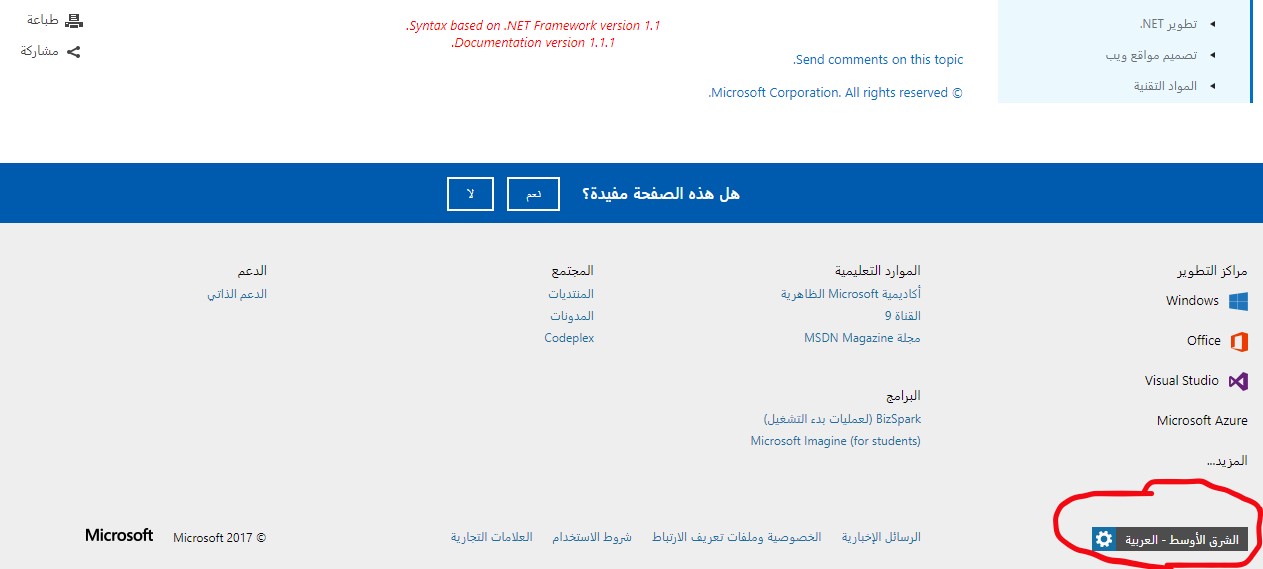 طباعة
مشاركة
.Syntax based on .NET Framework version 1.1
.Documentation version 1.1.1
.Send comments on this topic
.Microsoft Corporation. All rights reserved ©
تطوير NET.
تصميم مواقع ويب
المواد التقنية
هل هذه الصفحة مفيدة؟ نعم لا
مراكز التطوير
Windows
Office
Visual Studio
Microsoft Azure
المزيد...
الموارد التعليمية
أكاديمية Microsoft الظاهرية
القناة 9
مجلة MSDN Magazine
البرامج
BizSpark (لعمليات بدء التشغيل)
Microsoft Imagine (for students)
المجتمع
المنتديات
المدونات
Codeplex
الدعم
الدعم الذاتي
الشرق الأوسط - العربية
الرسائل الإخبارية الخصوصية وملفات تعريف الارتباط شروط الاستخدام العلامات التجارية
© 2017 Microsoft
Microsoft